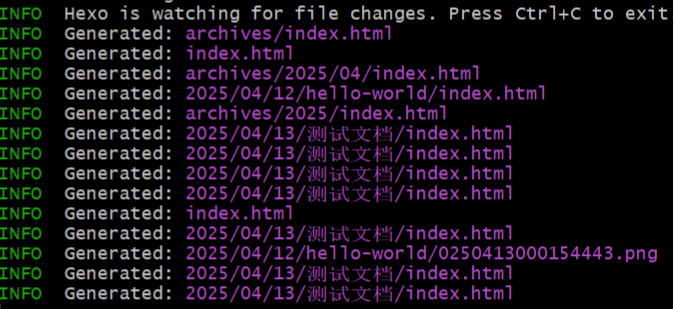 INFO  Hexo is watching for file changes. Press Ctrl+C to exit
INFO  Generated: archives/index.html
INFO  Generated: index.html
INFO  Generated: archives/2025/04/index.html
INFO  Generated: 2025/04/12/hello-world/index.html
INFO  Generated: archives/2025/index.html
INFO  Generated: 2025/04/13/测试文档/index.html
INFO  Generated: 2025/04/13/测试文档/index.html
INFO  Generated: 2025/04/13/测试文档/index.html
INFO  Generated: 2025/04/13/测试文档/index.html
INFO  Generated: index.html
INFO  Generated: 2025/04/13/测试文档/index.html
INFO  Generated: 2025/04/12/hello-world/0250413000154443.png
INFO  Generated: 2025/04/13/测试文档/index.html
INFO  Generated: 2025/04/13/测试文档/index.html